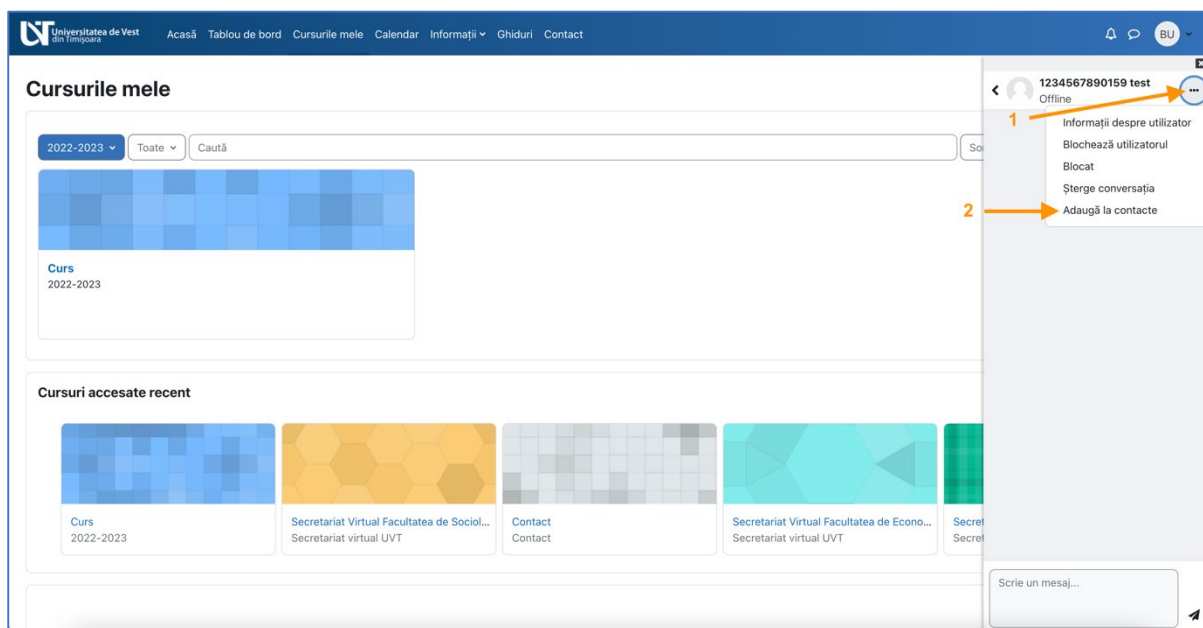 Universitatea de Vest
din Timișoara
Acasă Tablou de bord Cursurile mele Calendar Informații Ghiduri Contact
BU
Cursurile mele
2022-2023 Toate Caută
Curs
2022-2023
Cursuri accesate recent
Curs
2022-2023
Secretariat Virtual Facultatea de Sociol...
Secretariat virtual UVT
Contact
Contact
Secretariat Virtual Facultatea de Econo...
Secretariat virtual UVT
1234567890159 test
Offline
1
Informații despre utilizator
Blochează utilizatorul
Blocat
Șterge conversația
2
Adaugă la contacte
Scrie un mesaj...